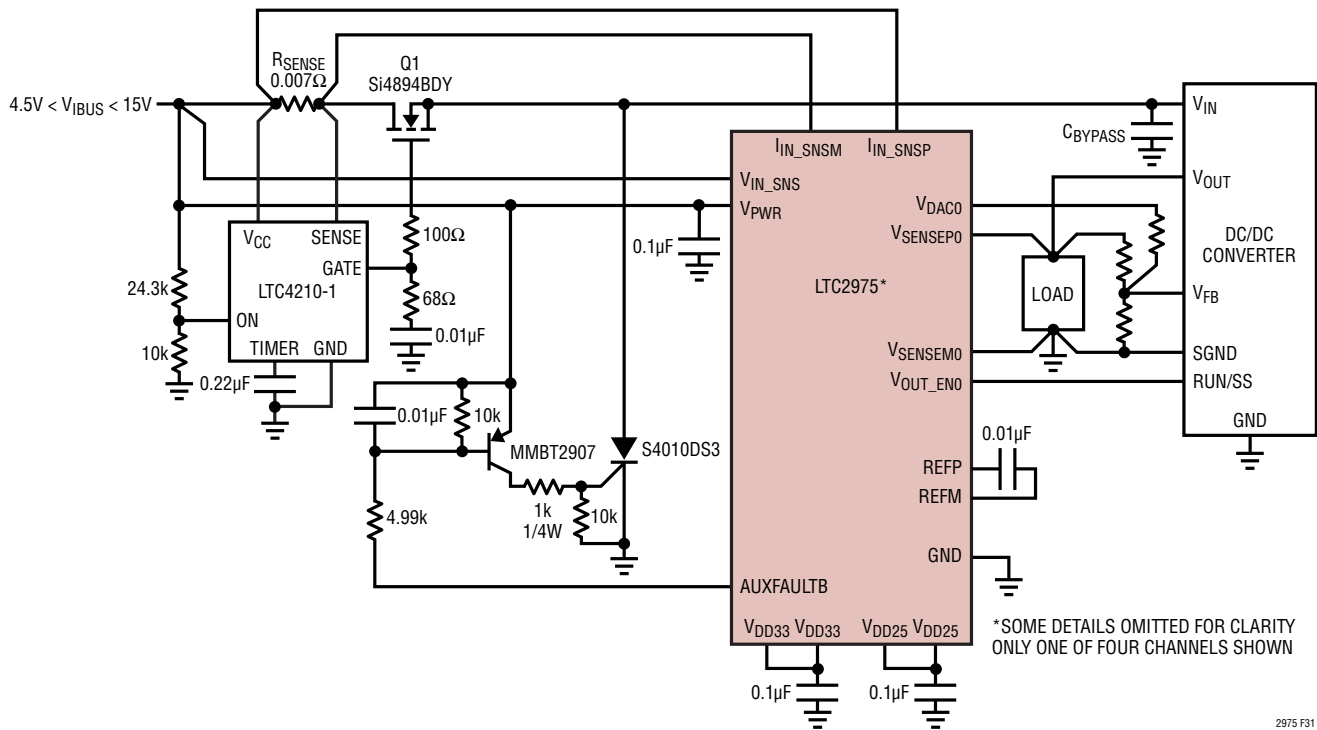 4.5V < VIBUS < 15V
RSENSE
0.007Ω
Q1
Si4894BDY
VCC
SENSE
GATE
LTC4210-1
ON
TIMER
GND
24.3k
10k
0.22µF
100Ω
68Ω
0.01µF
0.1µF
0.01µF
10k
MMBT2907
4.99k
1k
1/4W
10k
S4010DS3
IIN_SNSM
IIN_SNSP
VIN_SNS
VPWR
VDAC0
VSENSEP0
LTC2975*
VSENSEM0
VOUT_EN0
REFP
REFM
GND
AUXFAULTB
VDD33
VDD33
VDD25
VDD25
0.1µF
0.1µF
0.01µF
LOAD
CBYPASS
VIN
VOUT
DC/DC
CONVERTER
VFB
SGND
RUN/SS
GND
*SOME DETAILS OMITTED FOR CLARITY
ONLY ONE OF FOUR CHANNELS SHOWN
2975 F31